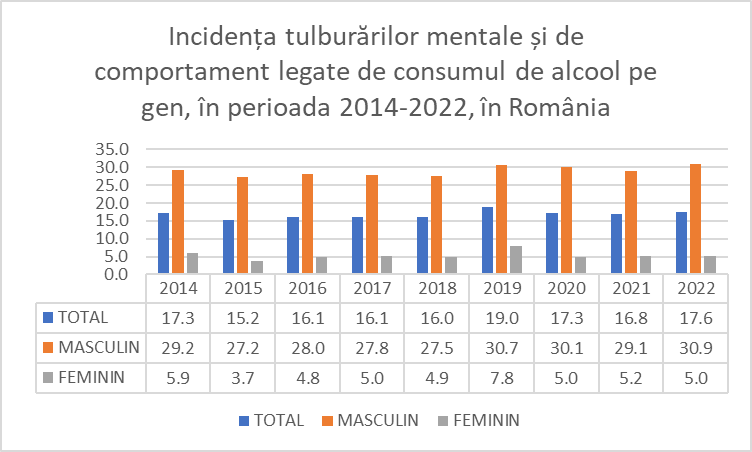 Incidența tulburărilor mentale și de
comportament legate de consumul de alcool pe
gen, în perioada 2014-2022, în România
35.0
30.0
25.0
20.0
15.0
10.0
5.0
0.0
2014 2015 2016 2017 2018 2019 2020 2021 2022
TOTAL 17.3 15.2 16.1 16.1 16.0 19.0 17.3 16.8 17.6
MASCULIN 29.2 27.2 28.0 27.8 27.5 30.7 30.1 29.1 30.9
FEMININ 5.9 3.7 4.8 5.0 4.9 7.8 5.0 5.2 5.0
TOTAL MASCULIN FEMININ